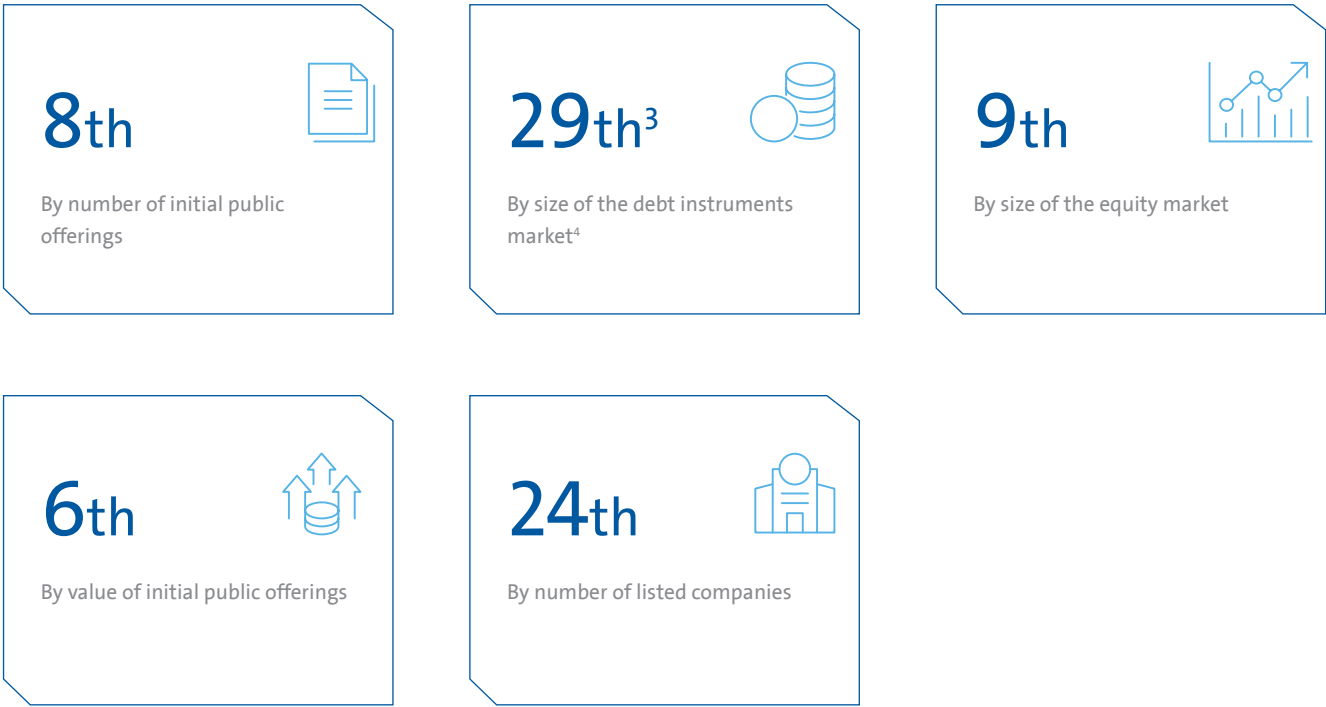 8th
By number of initial public
offerings
29th³
By size of the debt instruments
market⁴
9th
By size of the equity market
6th
By value of initial public offerings
24th
By number of listed companies